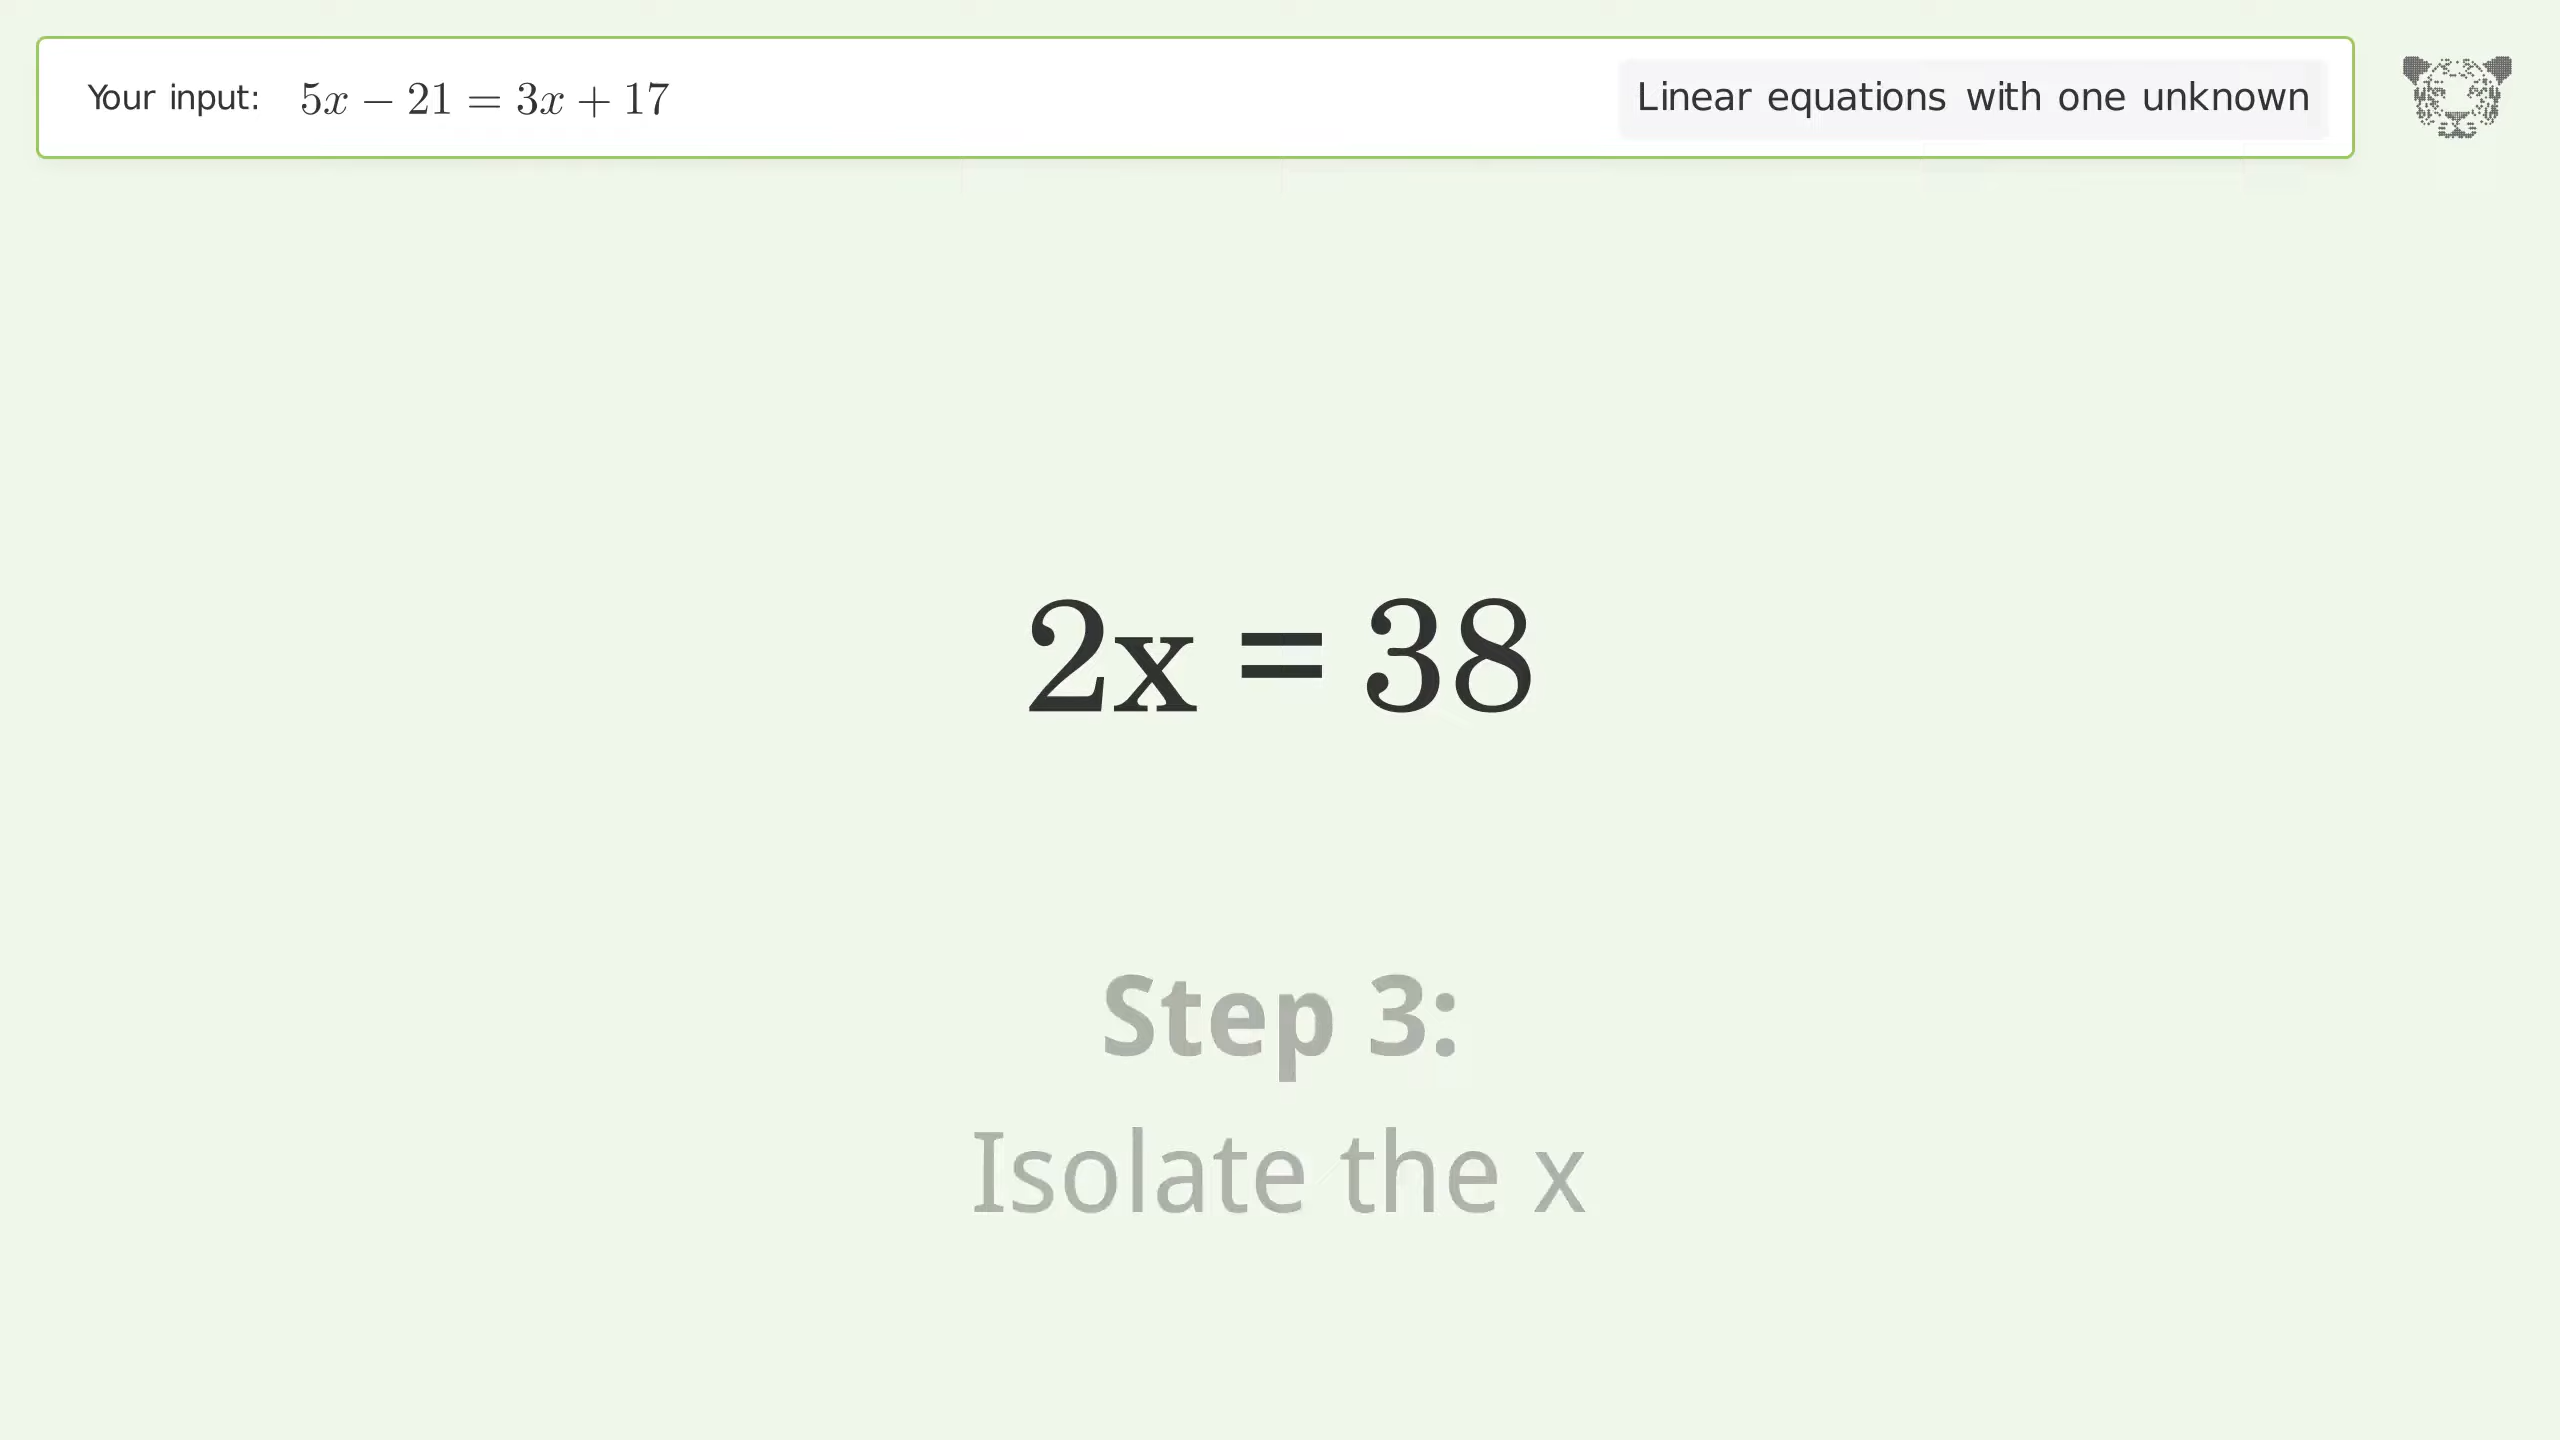 Your input: 5x − 21 = 3x + 17
Linear equations with one unknown
2x = 38
Step 3:
Isolate the x